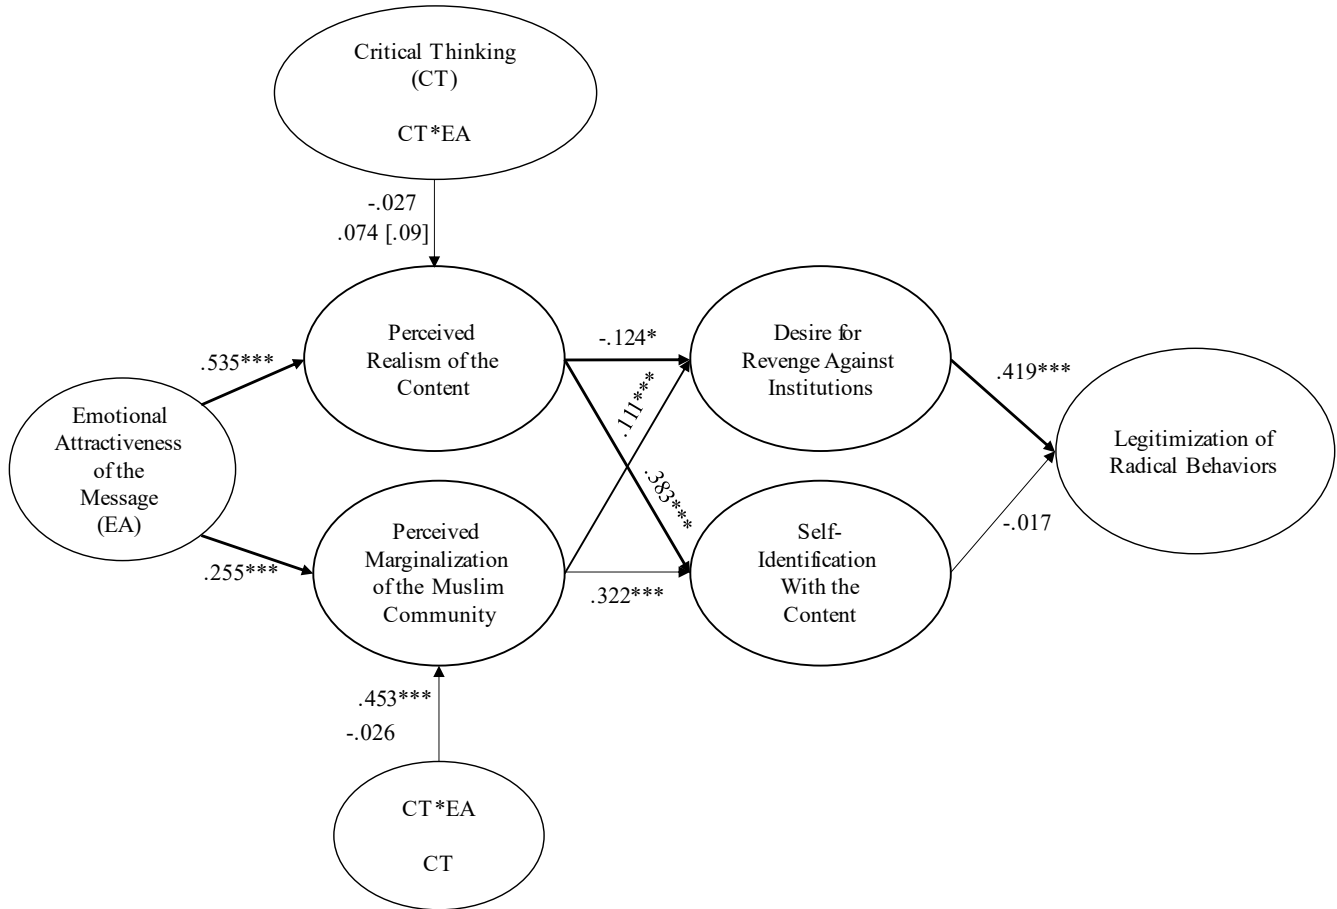 Critical Thinking
(CT)
CT*EA
-.027
.074 [.09]
.535***
Perceived
Realism of the
Content
-.124*
.111***
.383***
Desire for
Revenge Against
Institutions
.419***
Emotional
Attractiveness
of the
Message
(EA)
Legitimization of
Radical Behaviors
.255***
Perceived
Marginalization
of the Muslim
Community
.322***
Self-
Identification
With the
Content
-.017
.453***
-.026
CT*EA
CT